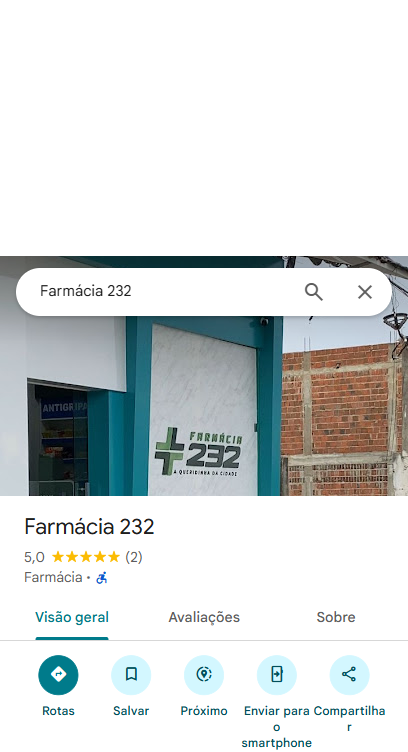 Farmácia 232
ANTIGRIPA
FARMÁCIA
232
A QUERIDINHA DA CIDADE
Farmácia 232
5,0 (2)
Farmácia ·
Visão geral Avaliações Sobre
Rotas Salvar Próximo Enviar para o smartphone Compartilhar